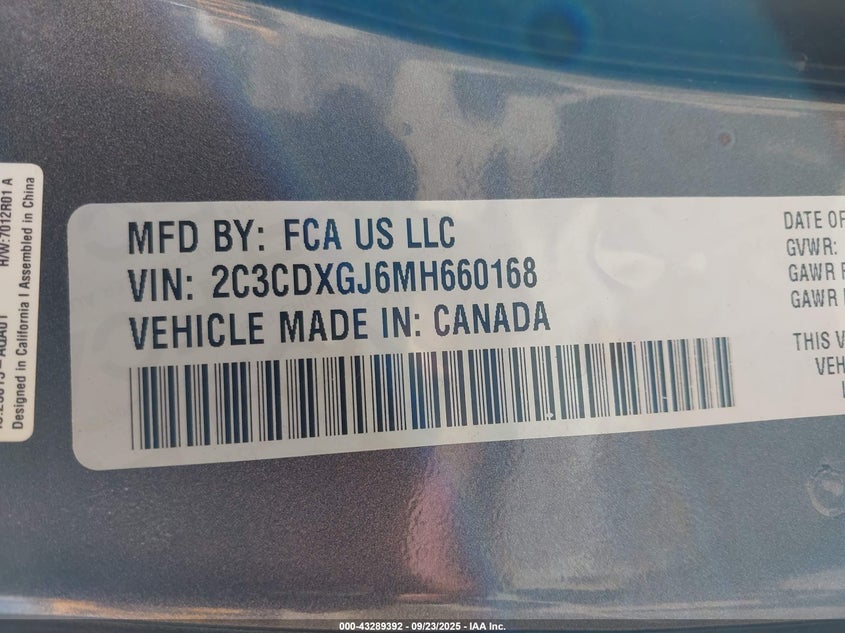 H/W:7012R01 A
Designed in California I Assembled in China
MFD BY: FCA US LLC
VIN: 2C3CDXGJ6MH660168
VEHICLE MADE IN: CANADA
DATE OF
GVWR:
GAWR
GAWR
THIS
VEH
000-43289392 - 09/23/2025 - IAA Inc.